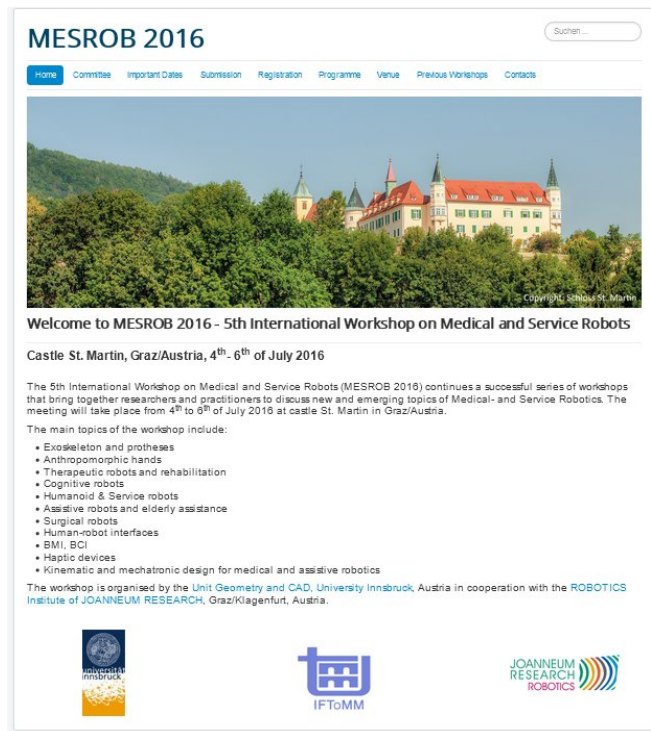 MESROB 2016
Suchen ...
Home Committee Important Dates Submission Registration Programme Venue Previous Workshops Contacts
Copyright: Schloss St. Martin
Welcome to MESROB 2016 - 5th International Workshop on Medical and Service Robots
Castle St. Martin, Graz/Austria, 4th- 6th of July 2016
The 5th International Workshop on Medical and Service Robots (MESROB 2016) continues a successful series of workshops
that bring together researchers and practitioners to discuss new and emerging topics of Medical- and Service Robotics. The
meeting will take place from 4th to 6th of July 2016 at castle St. Martin in Graz/Austria.
The main topics of the workshop include:
• Exoskeleton and protheses
• Anthropomorphic hands
• Therapeutic robots and rehabilitation
• Cognitive robots
• Humanoid & Service robots
• Assistive robots and elderly assistance
• Surgical robots
• Human-robot interfaces
• BMI, BCI
• Haptic devices
• Kinematic and mechatronic design for medical and assistive robotics
The workshop is organised by the Unit Geometry and CAD, University Innsbruck, Austria in cooperation with the ROBOTICS
Institute of JOANNEUM RESEARCH, Graz/Klagenfurt, Austria.
universität
innsbruck
IFToMM
JOANNEUM
RESEARCH
ROBOTICS